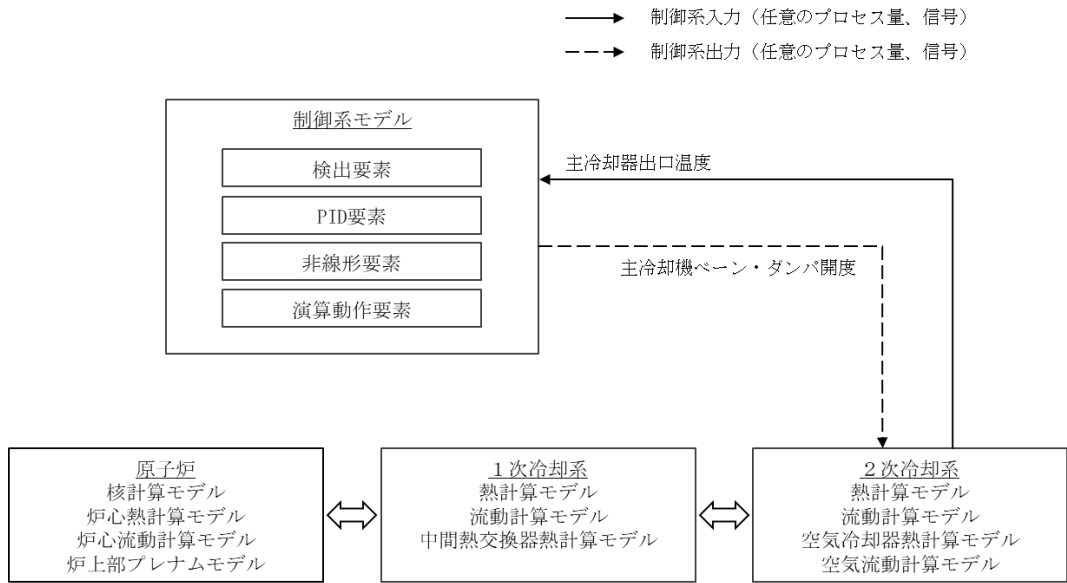 制御系入力（任意のプロセス量、信号）
制御系出力（任意のプロセス量、信号）
制御系モデル
検出要素
PID要素
非線形要素
演算動作要素
主冷却器出口温度
主冷却機ベーン・ダンパ開度
原子炉
核計算モデル
炉心熱計算モデル
炉心流動計算モデル
炉上部プレナムモデル
１次冷却系
熱計算モデル
流動計算モデル
中間熱交換器熱計算モデル
２次冷却系
熱計算モデル
流動計算モデル
空気冷却器熱計算モデル
空気流動計算モデル